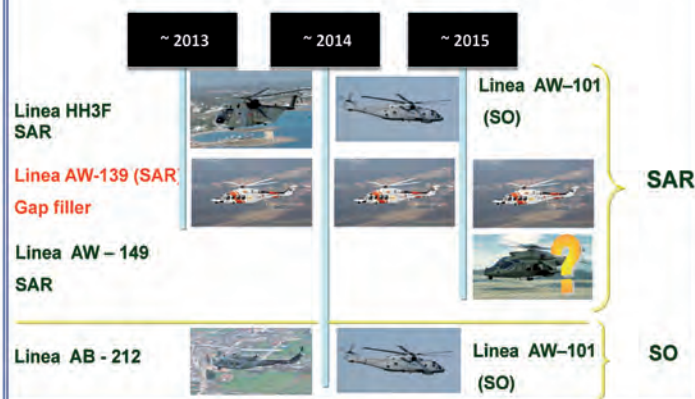 ~ 2013
~ 2014
~ 2015
Linea HH3F
SAR
Linea AW–101
(SO)
Linea AW-139 (SAR)
Gap filler
SAR
Linea AW – 149
SAR
?
Linea AB - 212
Linea AW–101
(SO)
SO